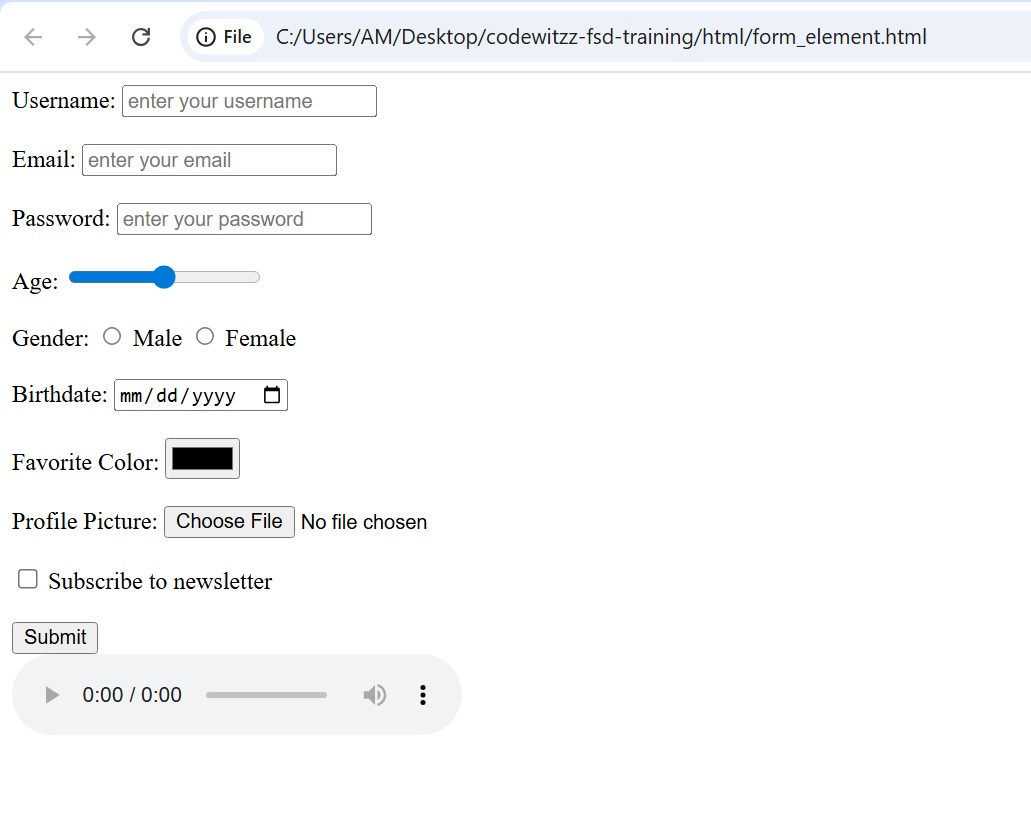 File C:/Users/AM/Desktop/codewitzz-fsd-training/html/form_element.html
Username: enter your username
Email: enter your email
Password: enter your password
Age:
Gender: Male Female
Birthdate: mm/dd/yyyy
Favorite Color:
Profile Picture: Choose File No file chosen
Subscribe to newsletter
Submit
0:00 / 0:00